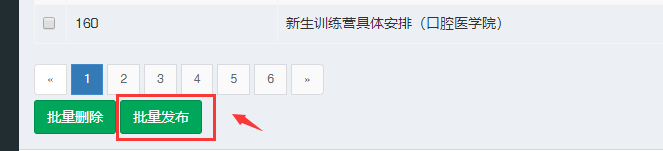 160 新生训练营具体安排（口腔医学院）
« 1 2 3 4 5 6 »
批量删除 批量发布